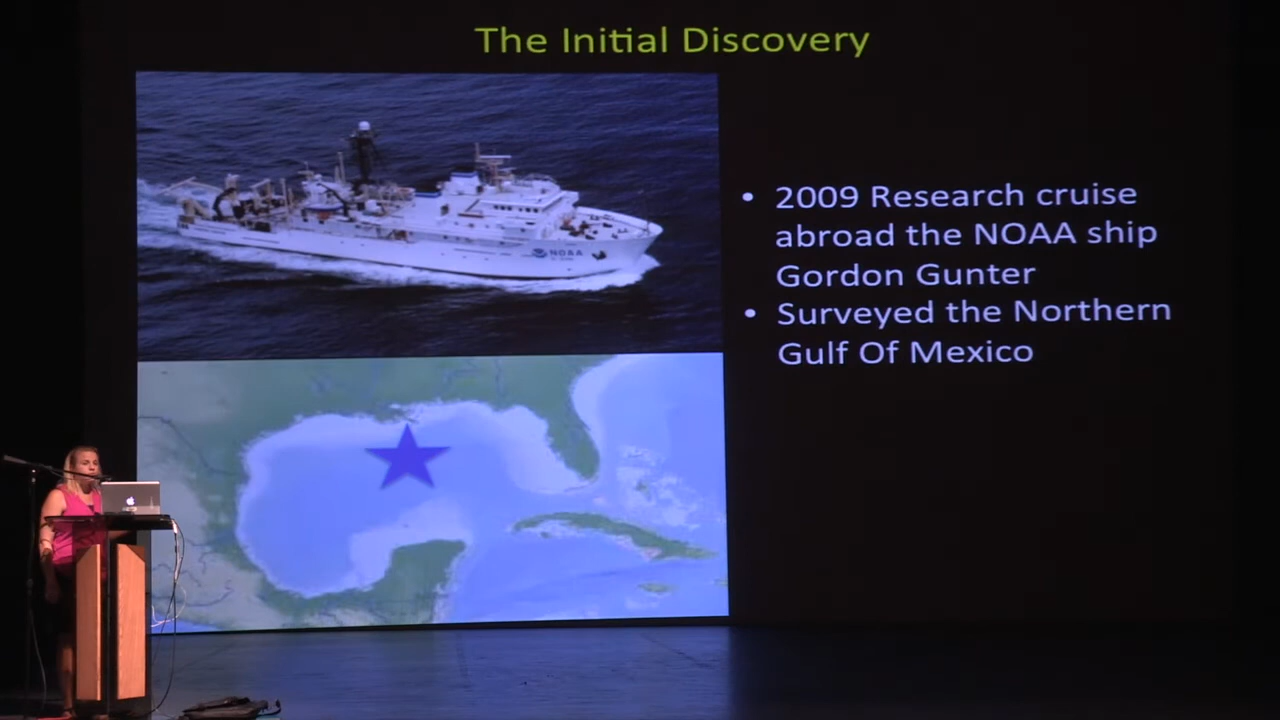 The Initial Discovery
• 2009 Research cruise
abroad the NOAA ship
Gordon Gunter
• Surveyed the Northern
Gulf Of Mexico
NOAA